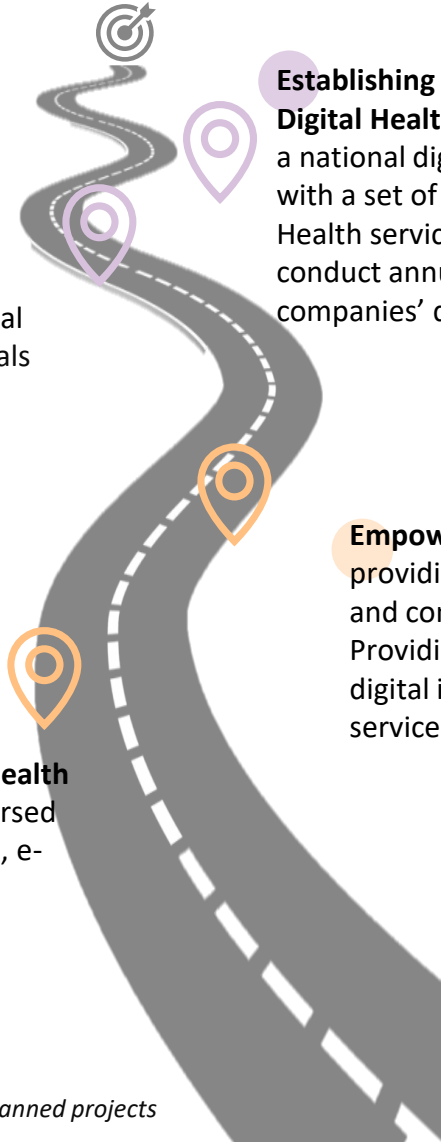 Establishing
Digital Healt
a national dig
with a set of
Health servic
conduct annu
companies' c
al
als
Empow
providi
and cor
Providi
digital i
service
ealth
rsed
, e-
anned projects